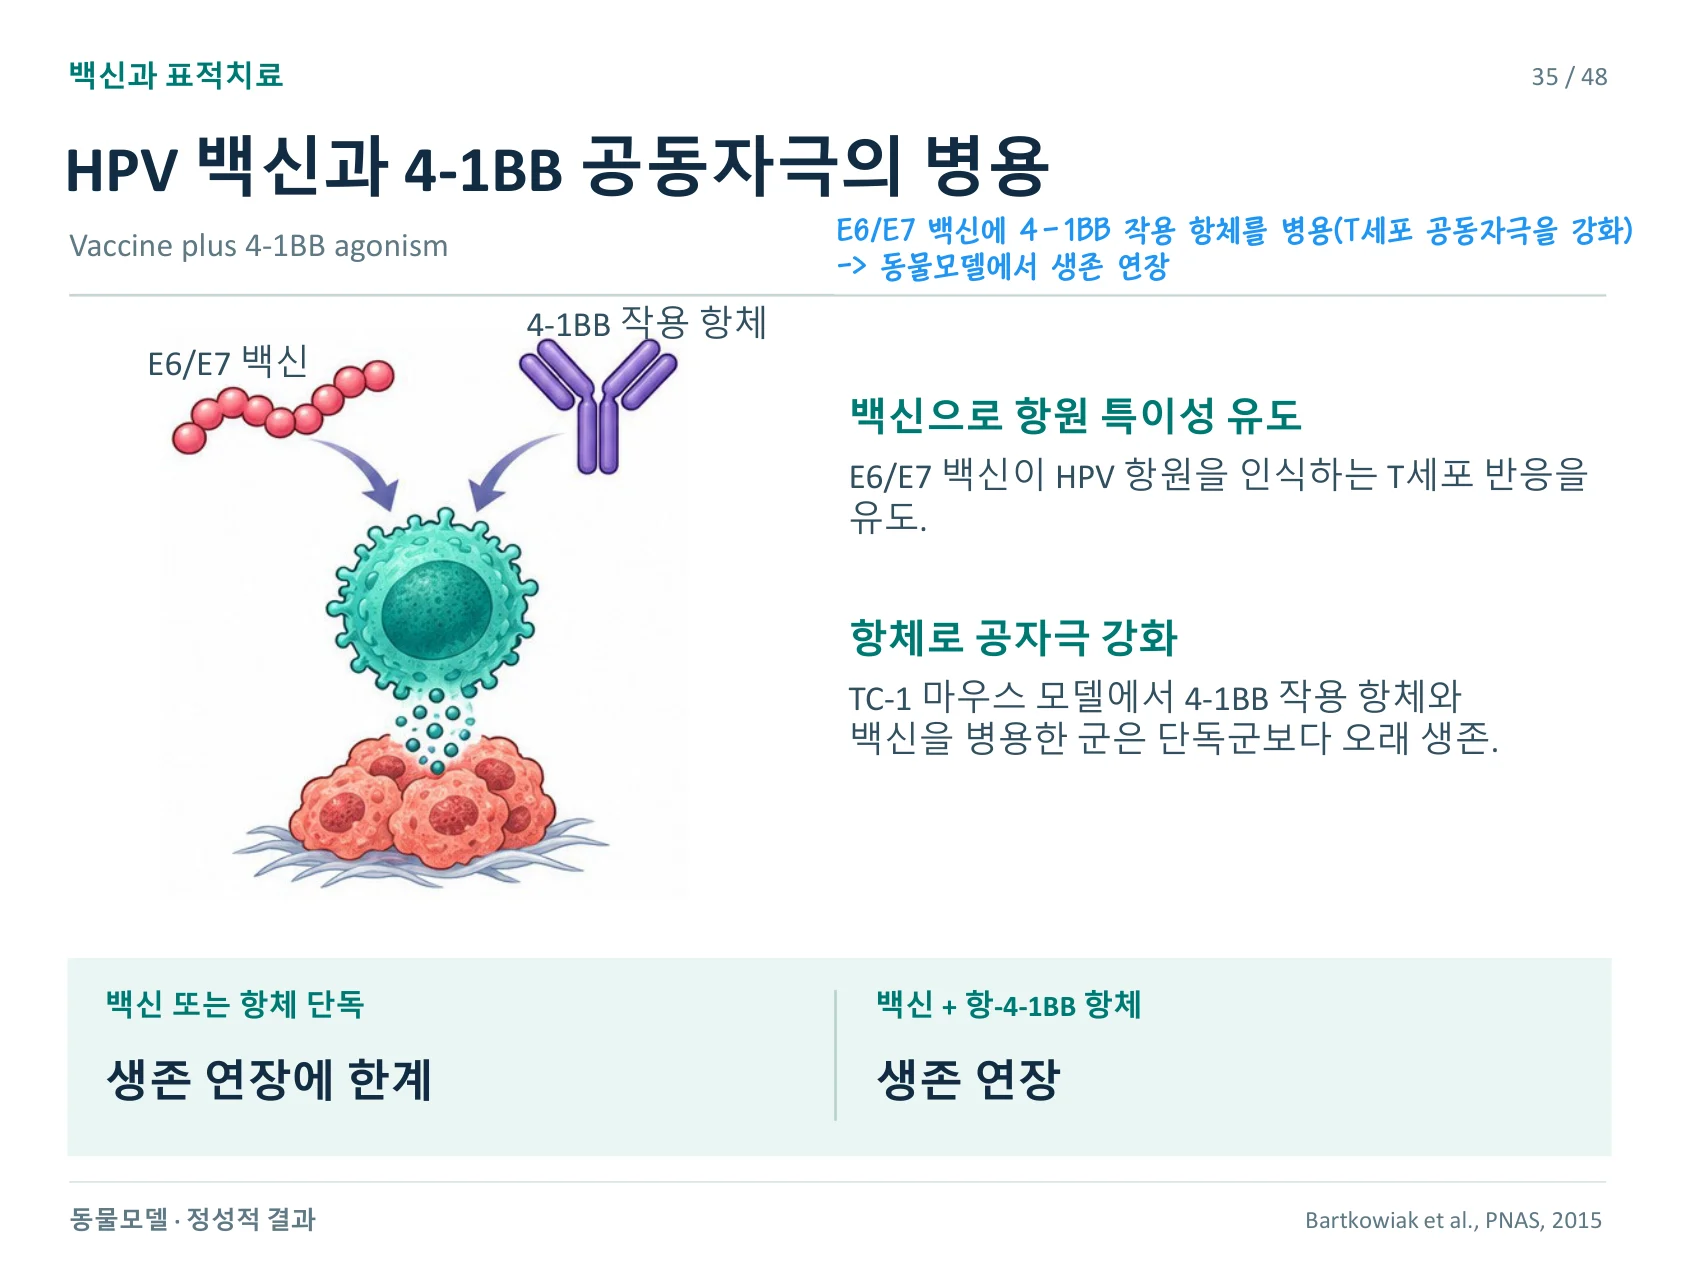 백신과 표적치료
35 / 48
HPV 백신과 4-1BB 공동자극의 병용
Vaccine plus 4-1BB agonism
E6/E7 백신에 4-1BB 작용 항체를 병용(T세포 공동자극을 강화)
-> 동물모델에서 생존 연장
4-1BB 작용 항체
E6/E7 백신
백신으로 항원 특이성 유도
E6/E7 백신이 HPV 항원을 인식하는 T세포 반응을
유도.
항체로 공자극 강화
TC-1 마우스 모델에서 4-1BB 작용 항체와
백신을 병용한 군은 단독군보다 오래 생존.
백신 또는 항체 단독
생존 연장에 한계
백신 + 항-4-1BB 항체
생존 연장
동물모델 · 정성적 결과
Bartkowiak et al., PNAS, 2015